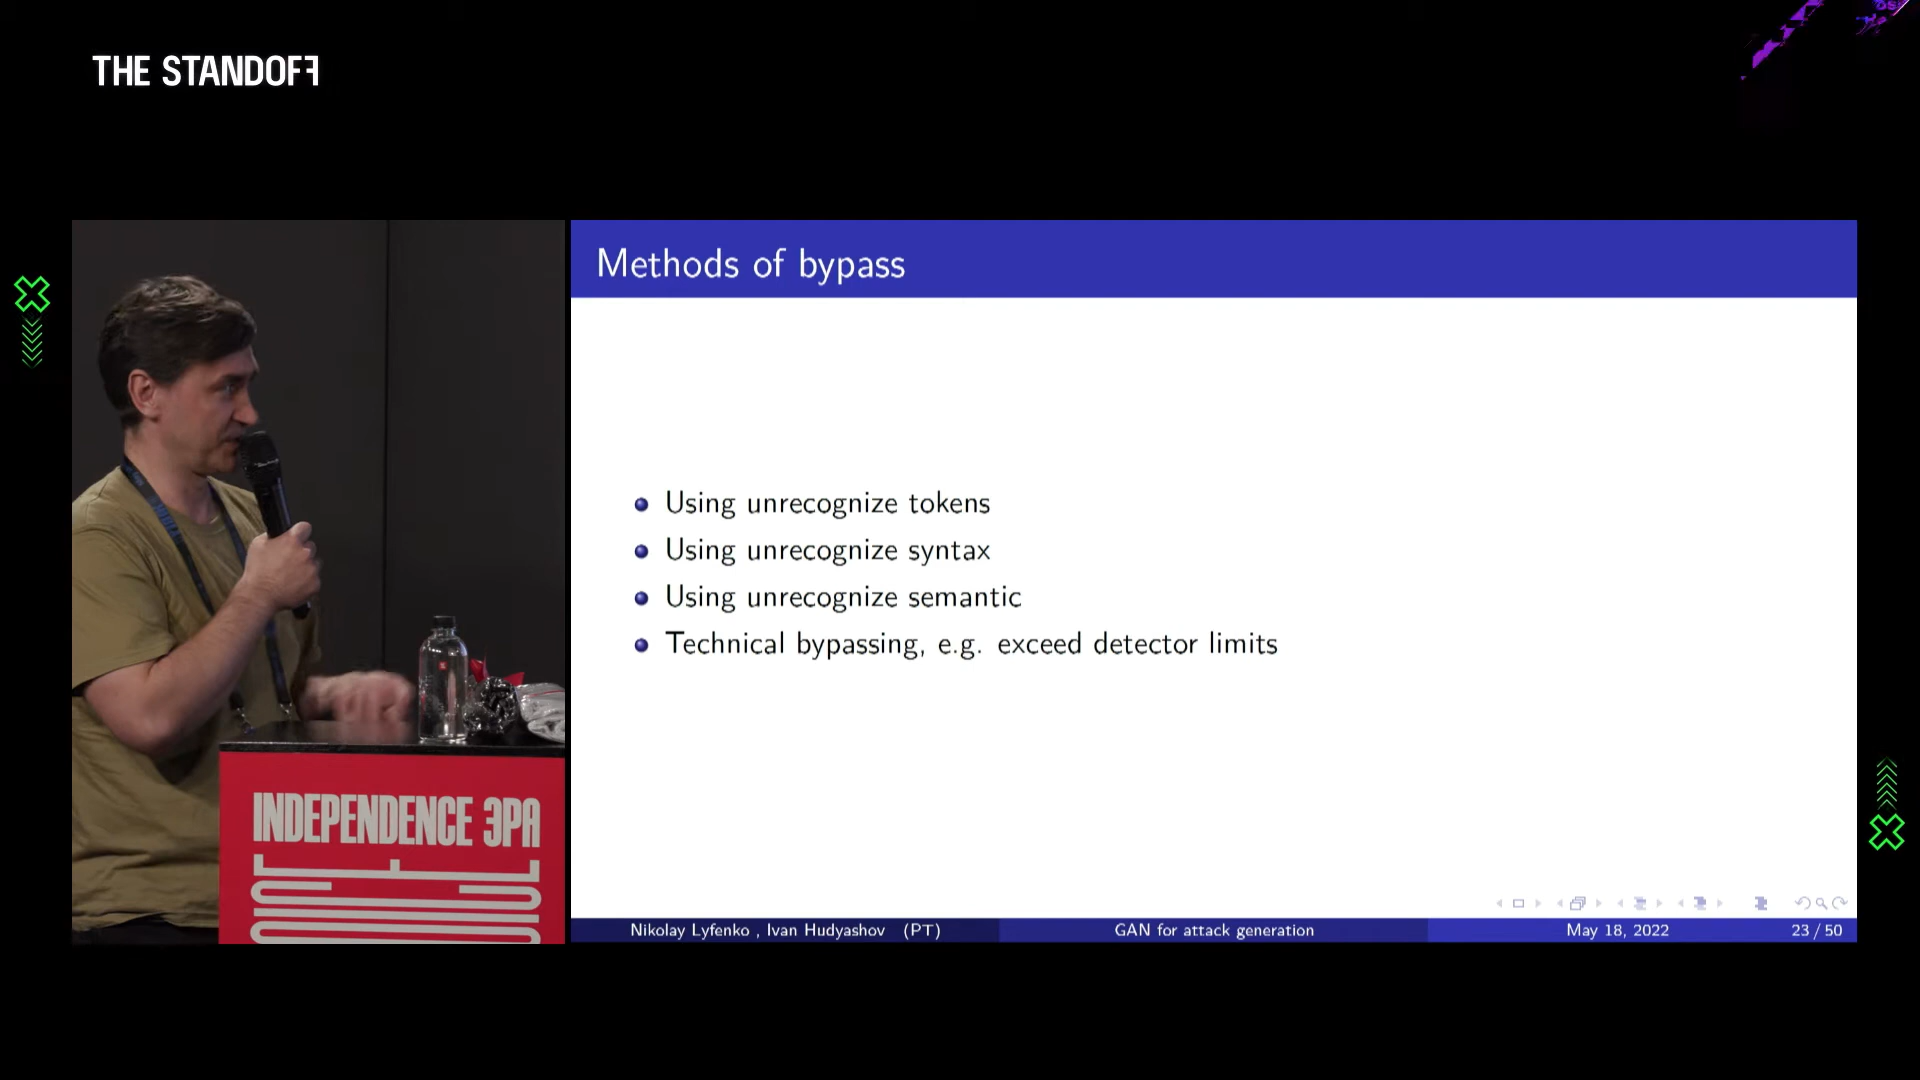 THE STANDOFF
Methods of bypass
Using unrecognize tokens
Using unrecognize syntax
Using unrecognize semantic
Technical bypassing, e.g. exceed detector limits
INDEPENDENCE ЭРА
Nikolay Lyfenko , Ivan Hudyashov (PT)
GAN for attack generation
May 18, 2022
23 / 50